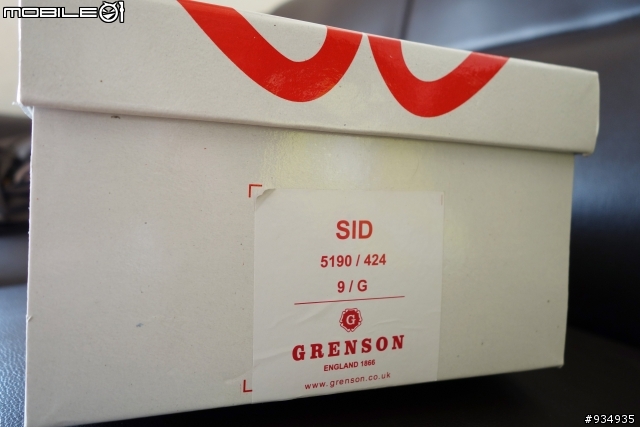 MOBILE01
SID
5190 / 424
9 / G
G
GRENSON
ENGLAND 1866
www.grenson.co.uk
#934935